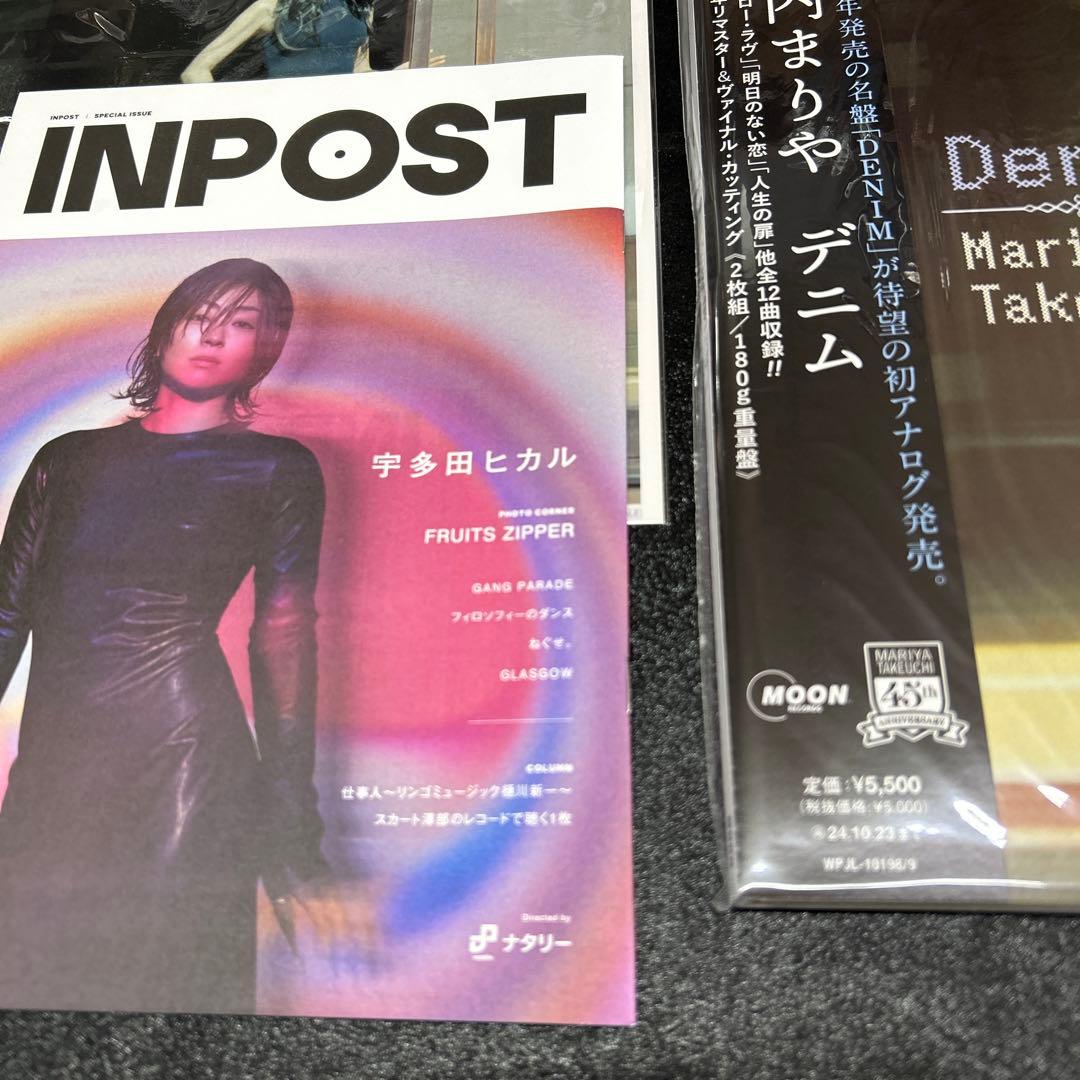 INPOST / SPECIAL ISSUE
INPOST
宇多田ヒカル
PHOTO CORNER
FRUITS ZIPPER
GANG PARADE
フィロソフィーのダンス
ねぐせ。
GLASGOW
COLUMN
仕事人〜リンゴミュージック樋川新一〜
スカート澤部のレコードで聴く1枚
Directed by
ナタリー
年発売の名盤「DENIM」が待望の初アナログ発売。
内まりや デニム
ロー・ラヴ」「明日のない恋」「人生の扉」他全12曲収録!!
リマスター&ヴァイナル・カッティング《2枚組/180g重量盤》
MOON
RECORDS
MARIYA
TAKEUCHI
45th
ANNIVERSARY
定価:¥5,500
(税抜価格:¥5,000)
24.10.23まで
WPJL-10198/9
Den
Mari
Take